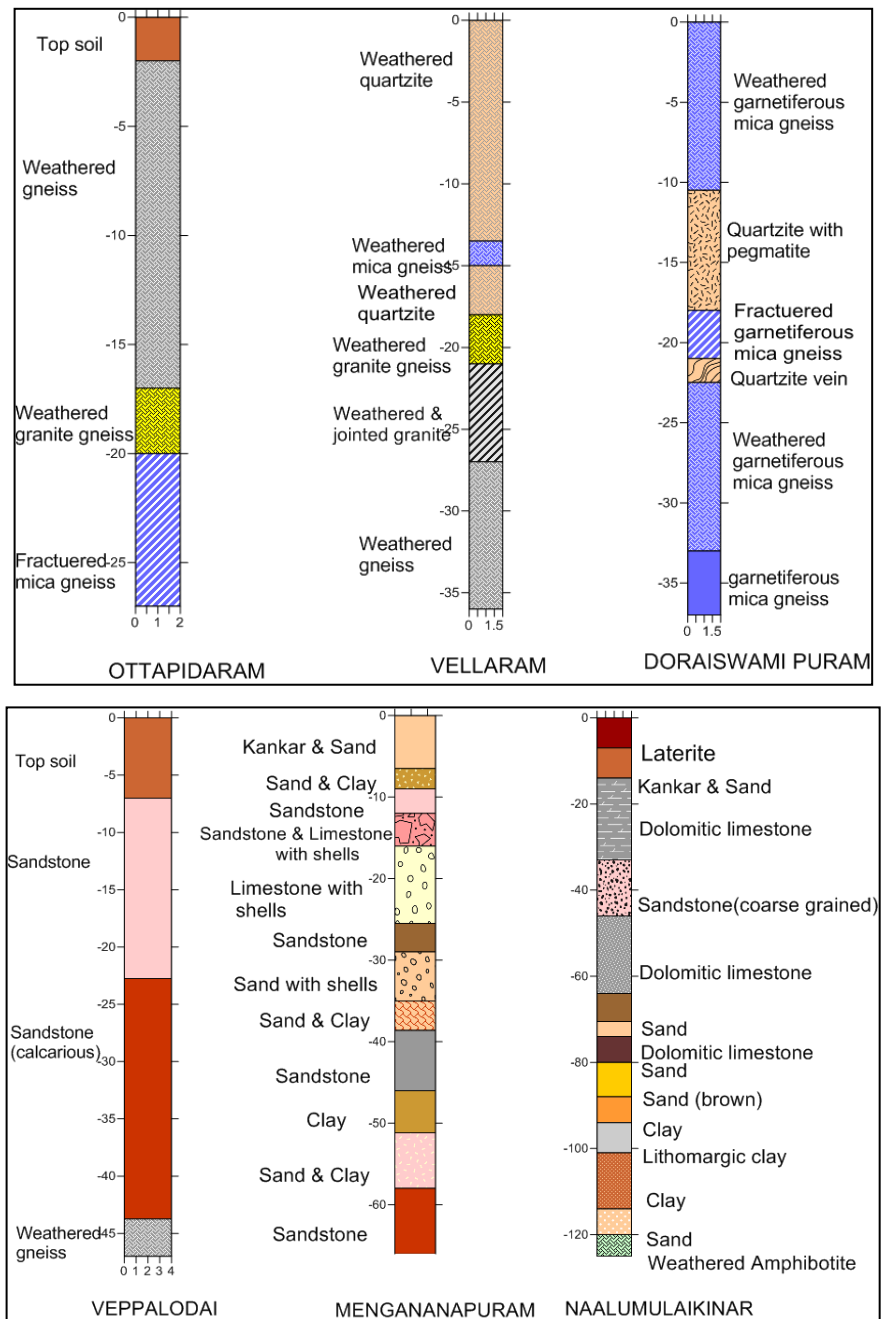 0
Top soil
-5
Weathered
gneiss
-10
-15
Weathered
granite gneiss
-20
Fractuered
-25
mica gneiss
0 1 2
OTTAPIDARAM
0
Weathered
quartzite
-5
-10
Weathered
mica gneiss
-15
Weathered
quartzite
Weathered
-20
granite gneiss
Weathered &
jointed granite
-25
-30
Weathered
gneiss
-35
0 1.5
VELLARAM
0
Weathered
garnetiferous
mica gneiss
-5
-10
Quartzite with
pegmatite
-15
Fractuered
garnetiferous
mica gneiss
-20
Quartzite vein
-25
Weathered
garnetiferous
mica gneiss
-30
garnetiferous
mica gneiss
-35
0 1.5
DORAISWAMI PURAM
0
Top soil
-5
-10
Sandstone
-15
-20
-25
Sandstone
(calcarious)
-30
-35
-40
Weathered
-45
gneiss
0 1 2 3 4
VEPPALODAI
0
Kankar & Sand
Sand & Clay
-10
Sandstone
Sandstone & Limestone
with shells
-20
Limestone with
shells
Sandstone
-30
Sand with shells
Sand & Clay
-40
Sandstone
-50
Clay
Sand & Clay
-60
Sandstone
MENGANANAPURAM
0
Laterite
Kankar & Sand
-20
Dolomitic limestone
-40
Sandstone(coarse grained)
-60
Dolomitic limestone
Sand
Dolomitic limestone
-80
Sand
Sand (brown)
Clay
-100
Lithomargic clay
Clay
-120
Sand
Weathered Amphibotite
NAALUMULAIKINAR